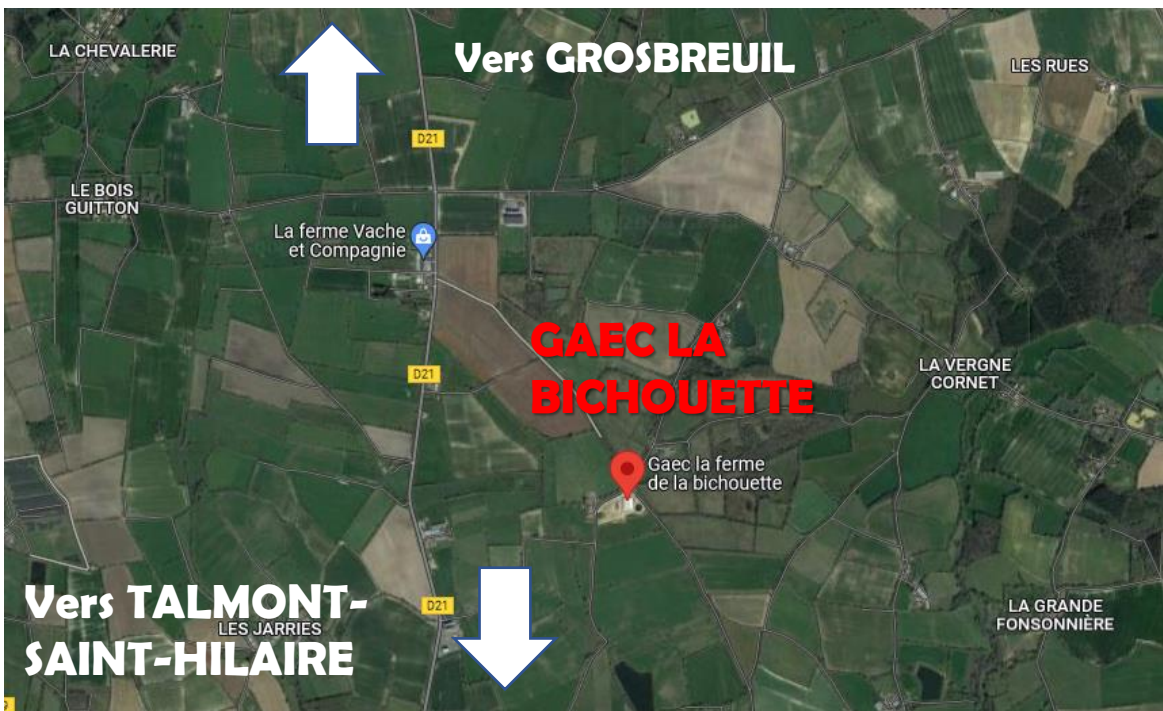 LA CHEVALERIE
Vers GROSBREUIL
LES RUES
D21
LE BOIS
GUITTON
La ferme Vache
et Compagnie
GAEC LA
BICHOUETTE
D21
LA VERGNE
CORNET
Gaec la ferme
de la bichouette
Vers TALMONT-
SAINT-HILAIRE
LES JARRIES
D21
LA GRANDE
FONSONNIÈRE